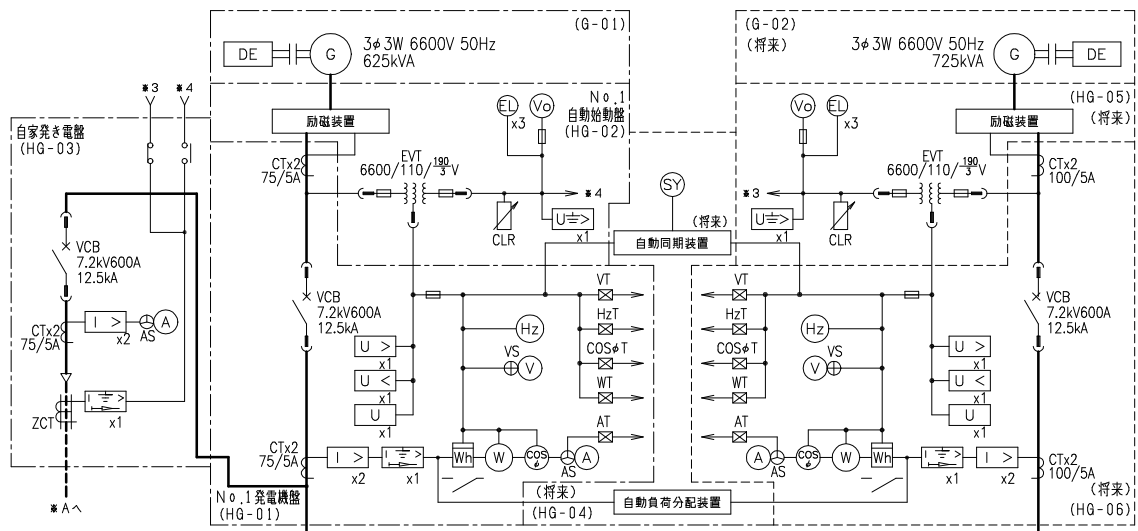 (G-01)
3φ3W 6600V 50Hz
625kVA
DE
G
(G-02)
(将来)
3φ3W 6600V 50Hz
725kVA
G
DE
※3
※4
自家発き電盤
(HG-03)
VCB
7.2kV600A
12.5kA
CTx2
75/5A
I >
x2
AS
A
ZCT
I >
x1
※Aへ
No.1
自動始動盤
(HG-02)
励磁装置
CTx2
75/5A
EVT
6600/110/190/3 V
EL
x3
Vo
※4
CLR
U >
x1
SY
(将来)
自動同期装置
VCB
7.2kV600A
12.5kA
U >
x1
U <
x1
U
Hz
VS
V
VT
HzT
COSφT
WT
AT
CTx2
75/5A
I >
x2
I >
x1
Wh
W
COS
φ
AS
A
No.1発電機盤
(HG-01)
(将来)
(HG-04)
自動負荷分配装置
(HG-05)
(将来)
励磁装置
CTx2
100/5A
Vo
EL
x3
EVT
6600/110/190/3 V
※3
U >
x1
CLR
VT
HzT
COSφT
WT
AT
Hz
VS
V
U >
x1
U <
x1
U
x1
VCB
7.2kV600A
12.5kA
A
AS
COS
φ
W
Wh
I >
x1
I >
x2
CTx2
100/5A
(将来)
(HG-06)